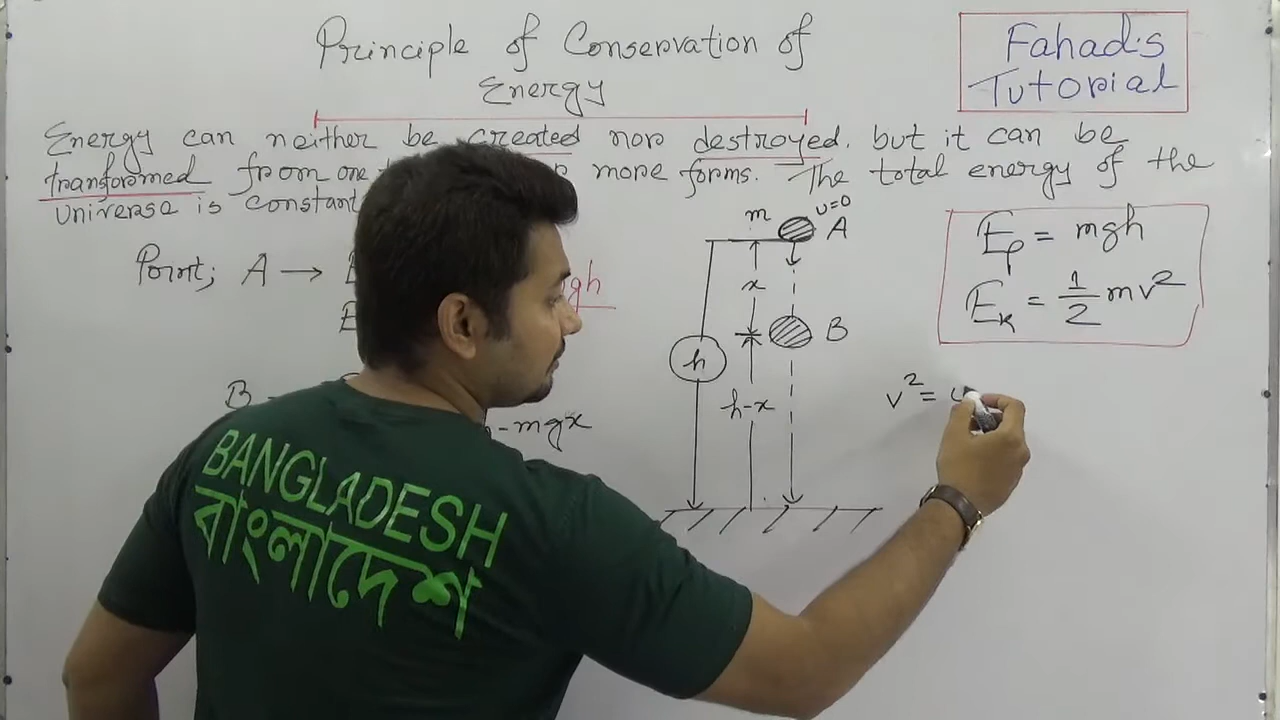 Principle of Conservation of
Energy
Fahad's
Tutorial
Energy can neither be created nor destroyed, but it can be
transformed from one more forms. The total energy of the
Universe is constant
m u=0 A
Point; A →
gh
x
B
h
h-x
B
- mgx
Eₚ = mgh
Eₖ = 1/2 mv²
v² =
BANGLADESH
বাংলাদেশ